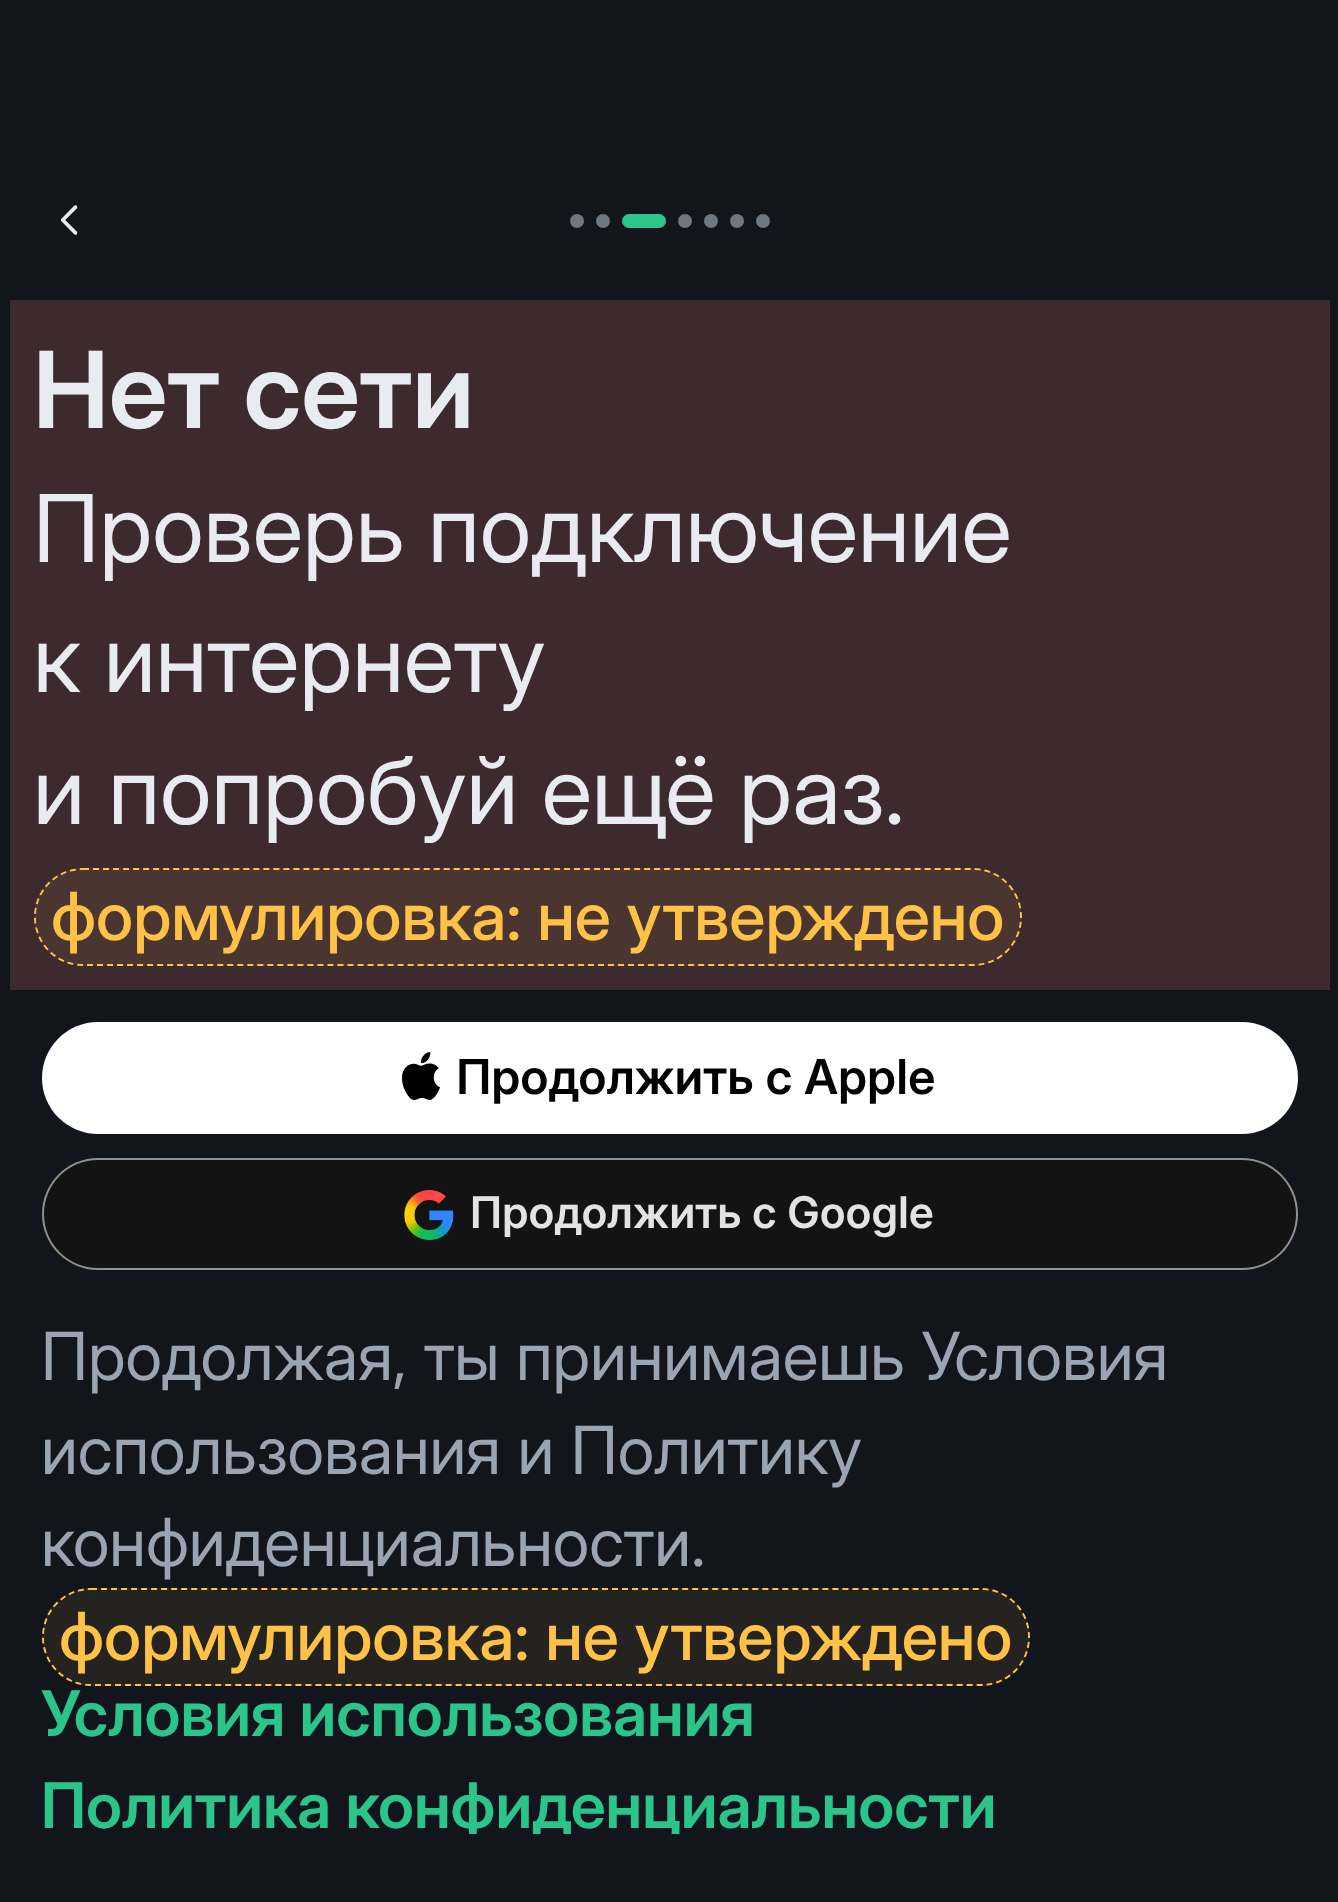 Нет сети
Проверь подключение
к интернету
и попробуй ещё раз.
формулировка: не утверждено
Продолжить с Apple
Продолжить с Google
Продолжая, ты принимаешь Условия
использования и Политику
конфиденциальности.
формулировка: не утверждено
Условия использования
Политика конфиденциальности